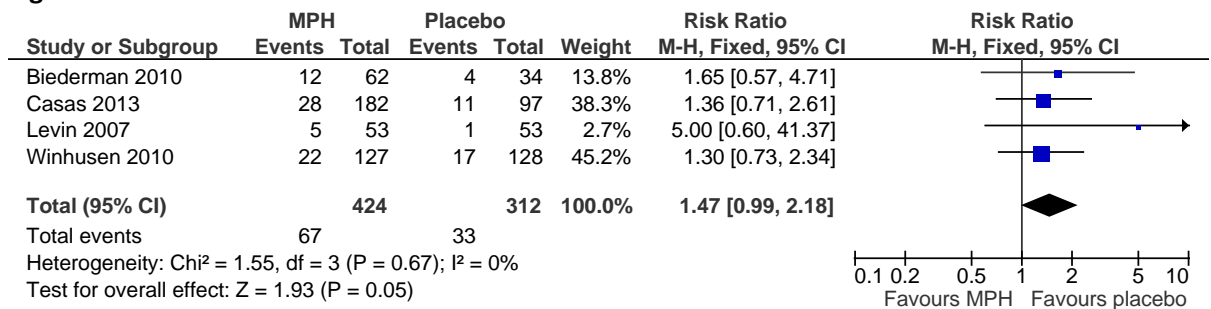 MPH Placebo Risk Ratio Risk Ratio
Study or Subgroup Events Total Events Total Weight M-H, Fixed, 95% CI M-H, Fixed, 95% CI
Biederman 2010 12 62 4 34 13.8% 1.65 [0.57, 4.71]
Casas 2013 28 182 11 97 38.3% 1.36 [0.71, 2.61]
Levin 2007 5 53 1 53 2.7% 5.00 [0.60, 41.37]
Winhusen 2010 22 127 17 128 45.2% 1.30 [0.73, 2.34]
Total (95% CI) 424 312 100.0% 1.47 [0.99, 2.18]
Total events 67 33
Heterogeneity: Chi² = 1.55, df = 3 (P = 0.67); I² = 0%
Test for overall effect: Z = 1.93 (P = 0.05)
0.1 0.2 0.5 1 2 5 10
Favours MPH Favours placebo